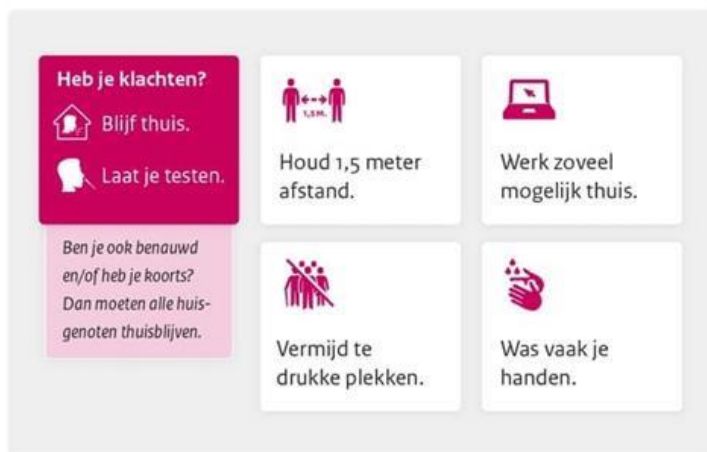 Heb je klachten?
Blijf thuis.
Laat je testen.
Ben je ook benauwd
en/of heb je koorts?
Dan moeten alle huis-
genoten thuisblijven.
1,5 M.
Houd 1,5 meter
afstand.
Werk zoveel
mogelijk thuis.
Vermijd te
drukke plekken.
Was vaak je
handen.